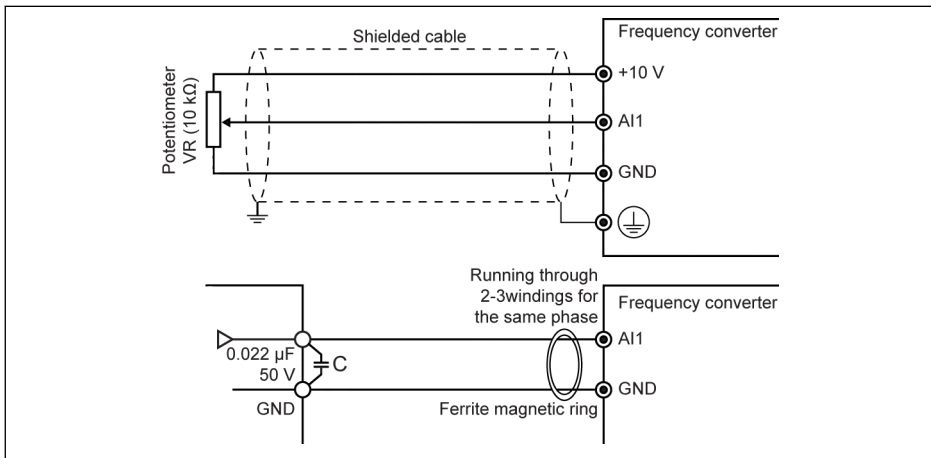 Shielded cable
Frequency converter
Potentiometer
VR (10 kΩ)
+10 V
AI1
GND
Running through
2-3windings for
the same phase
Frequency converter
0.022 µF
50 V
C
AI1
GND
GND
Ferrite magnetic ring